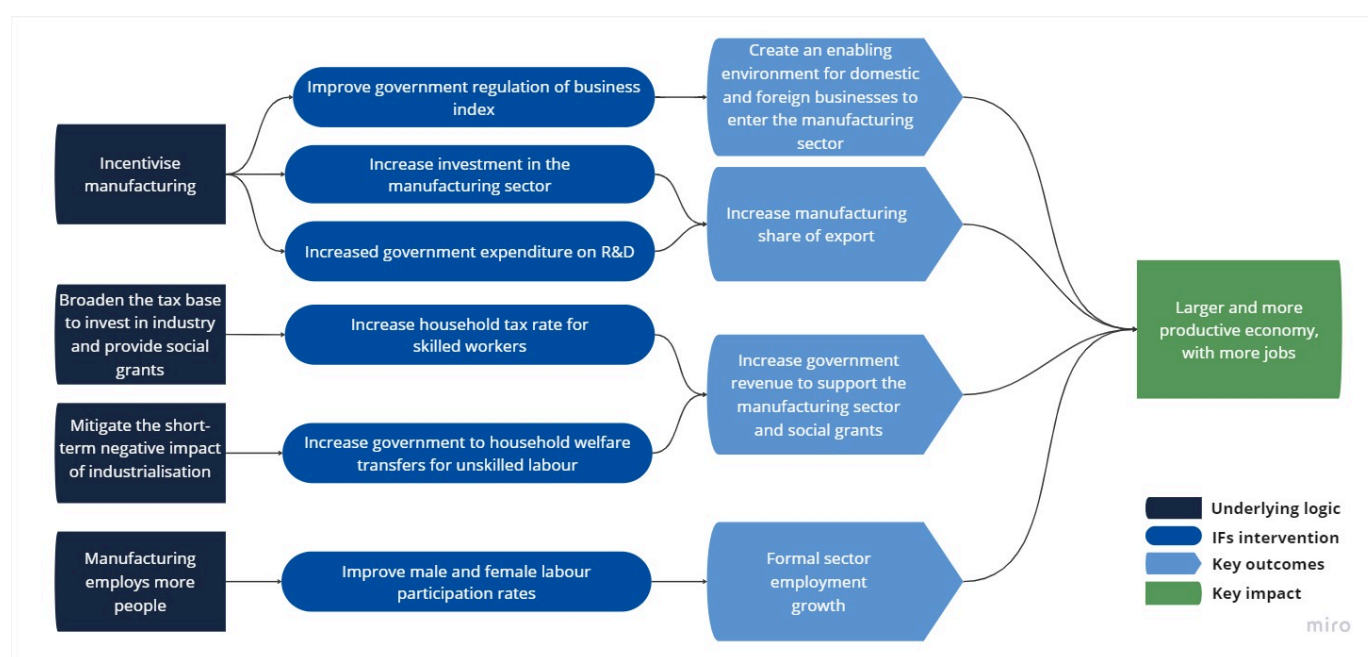 Incentivise
manufacturing
Improve government regulation of business
index
Increase investment in the
manufacturing sector
Increased government expenditure on R&D
Create an enabling
environment for domestic
and foreign businesses to
enter the manufacturing
sector
Increase manufacturing
share of export
Broaden the tax base
to invest in industry
and provide social
grants
Increase household tax rate for
skilled workers
Mitigate the short-
term negative impact
of industrialisation
Increase government to household welfare
transfers for unskilled labour
Increase government
revenue to support the
manufacturing sector
and social grants
Manufacturing
employs more
people
Improve male and female labour
participation rates
Formal sector
employment
growth
Larger and more
productive economy,
with more jobs
Underlying logic
IFs intervention
Key outcomes
Key impact
miro